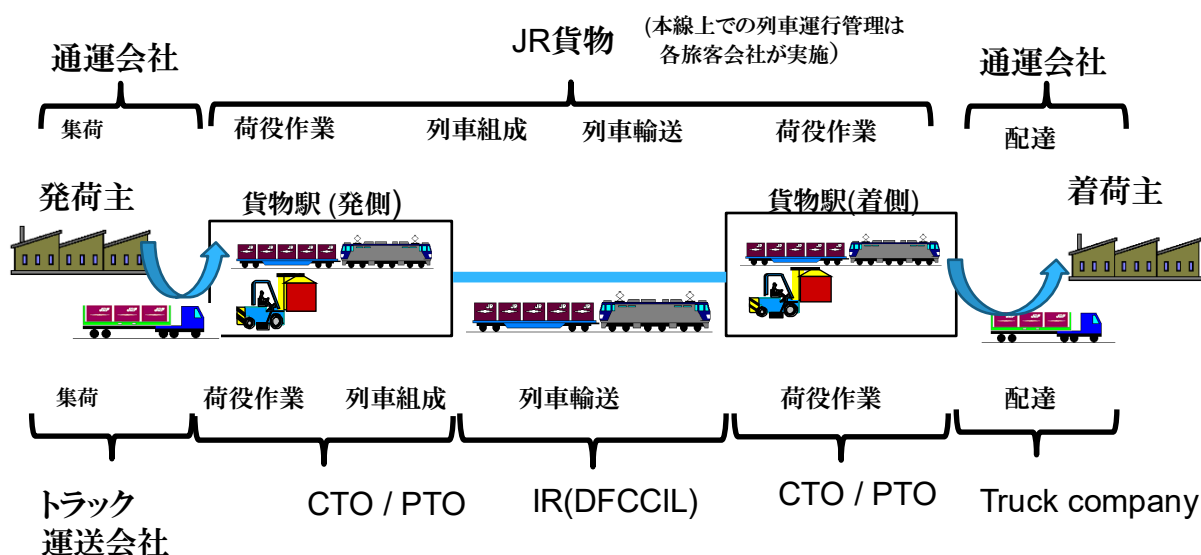 JR貨物
(本線上での列車運行管理は
各旅客会社が実施)
通運会社
通運会社
集荷
荷役作業
列車組成
列車輸送
荷役作業
配達
発荷主
貨物駅 (発側)
貨物駅(着側)
着荷主
集荷
荷役作業
列車組成
列車輸送
荷役作業
配達
トラック
運送会社
CTO / PTO
IR(DFCCIL)
CTO / PTO
Truck company